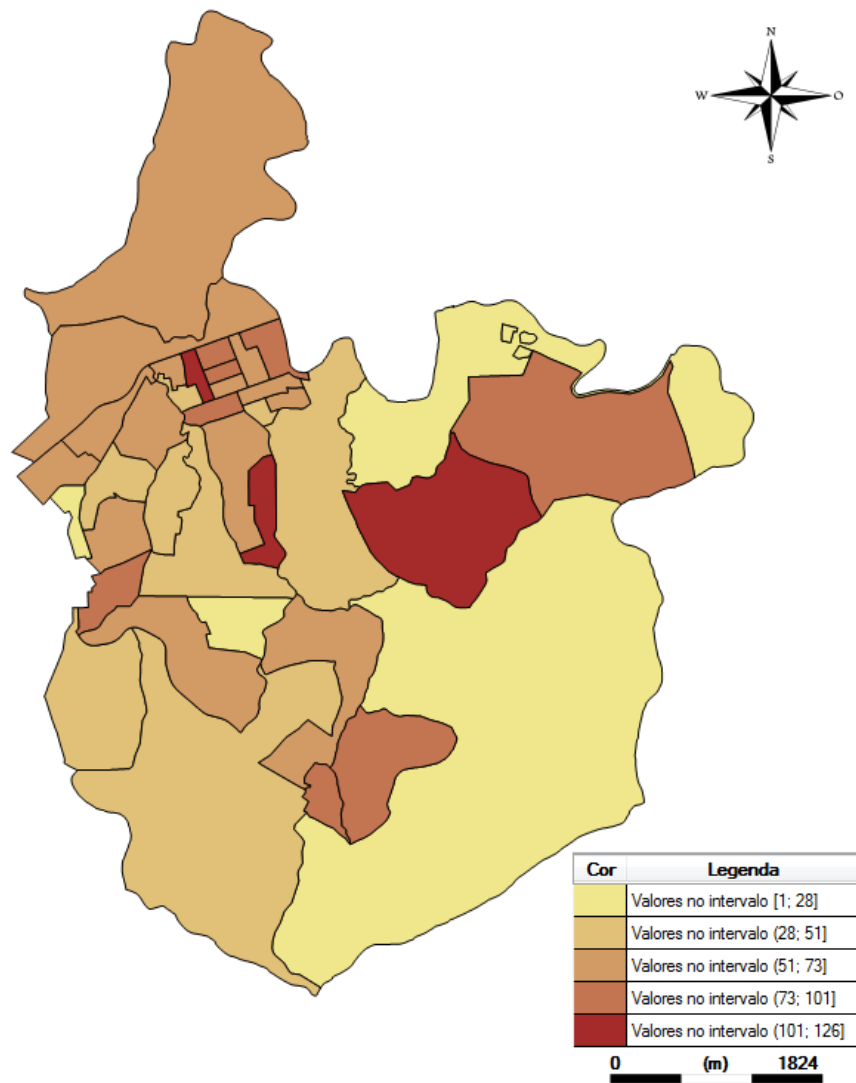 N
W O
S
Cor Legenda
Valores no intervalo [1; 28]
Valores no intervalo (28; 51]
Valores no intervalo (51; 73]
Valores no intervalo (73; 101]
Valores no intervalo (101; 126]
0 (m) 1824